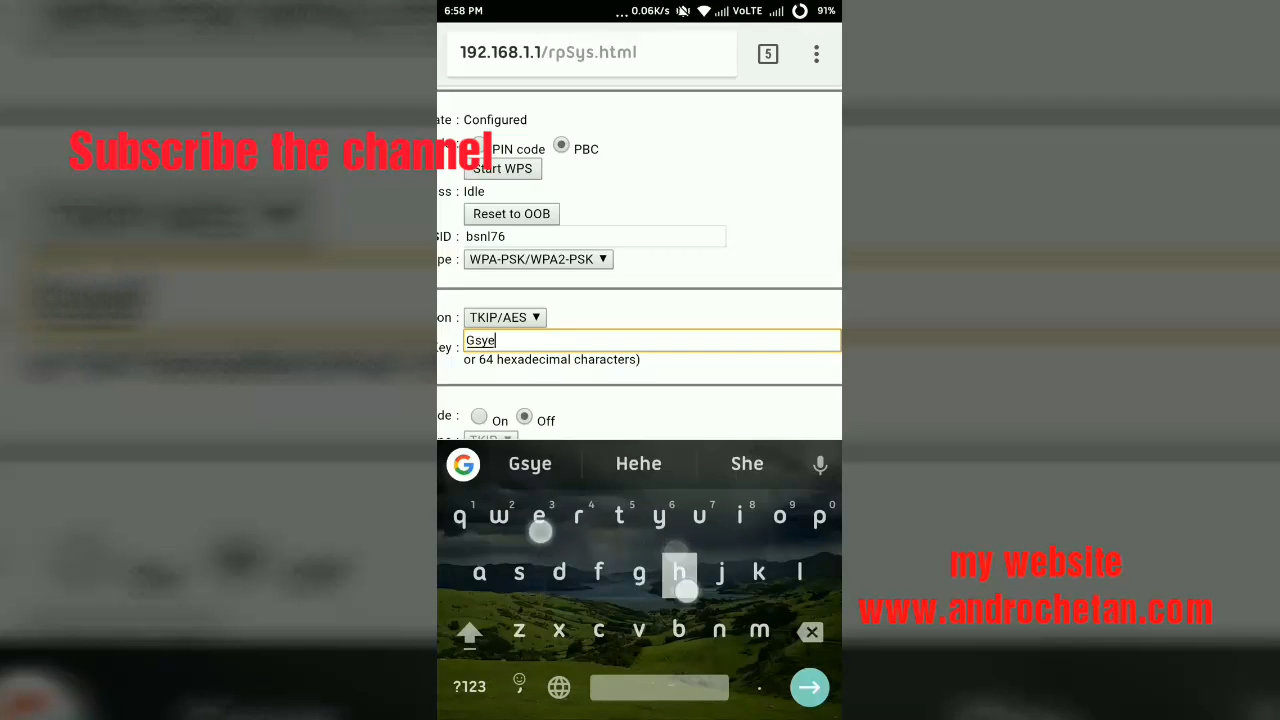 6:58 PM ... 0.06K/s VoLTE 91%
192.168.1.1/rpSys.html 5
ate : Configured
Subscribe the channel
PIN code PBC
Start WPS
ss : Idle
Reset to OOB
SID : bsnl76
pe : WPA-PSK/WPA2-PSK ▼
on : TKIP/AES ▼
Key : Gsye
or 64 hexadecimal characters)
de : On Off
TKIP ▼
G Gsye Hehe She
1 2 3 4 5 6 7 8 9 0
q w e r t y u i o p
a s d f g h j k l
z x c v b n m
?123 , .
my website
www.androchetan.com